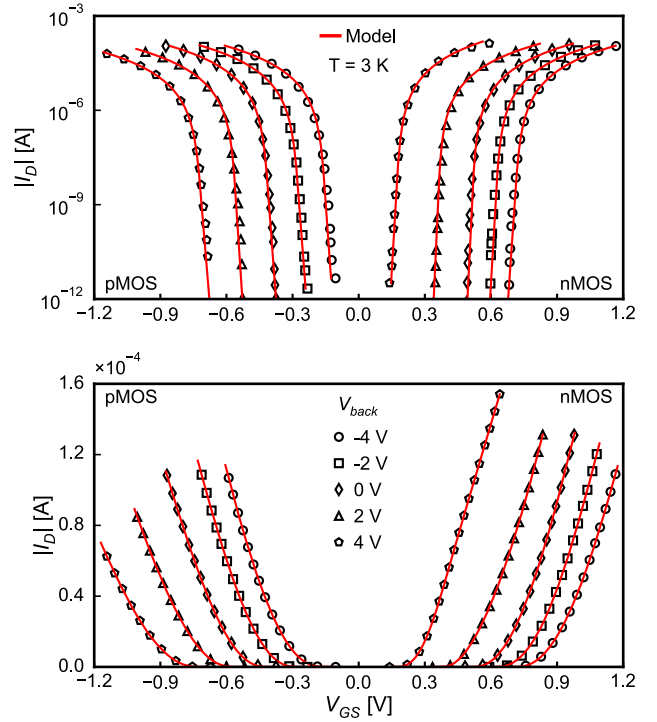 10⁻³
10⁻⁶
10⁻⁹
10⁻¹²
|I_D| [A]
Model
T = 3 K
pMOS
nMOS
−1.2 −0.9 −0.6 −0.3 0.0 0.3 0.6 0.9 1.2
×10⁻⁴
1.6
1.2
0.8
0.4
0.0
|I_D| [A]
pMOS
nMOS
V_back
-4 V
-2 V
0 V
2 V
4 V
−1.2 −0.9 −0.6 −0.3 0.0 0.3 0.6 0.9 1.2
V_GS [V]